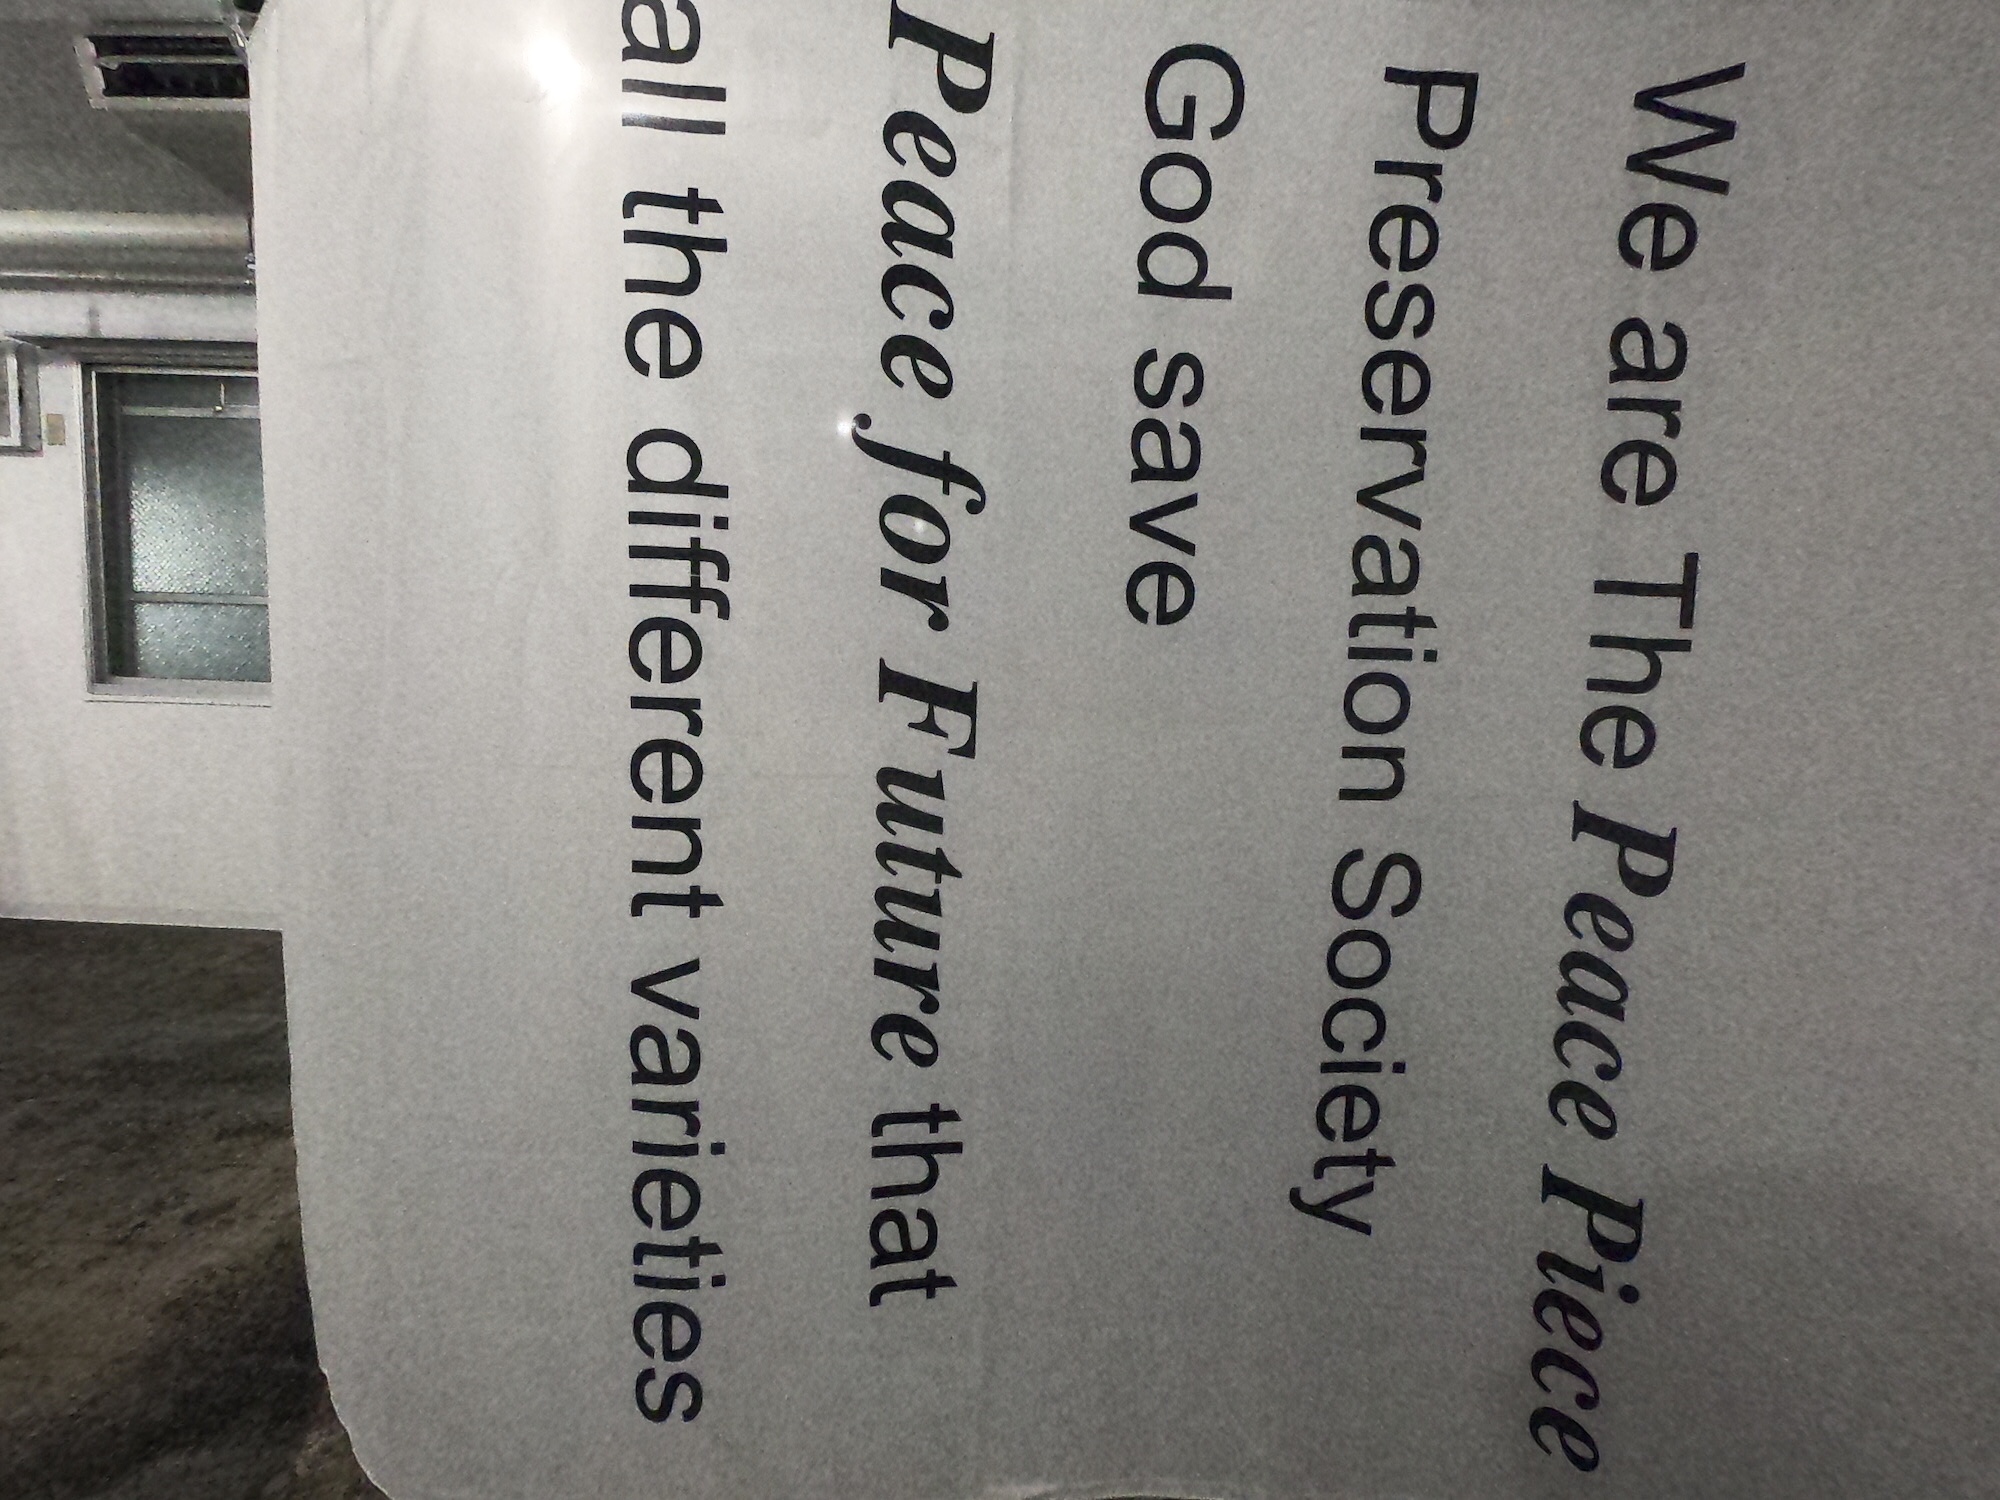 We are The Peace Piece
Preservation Society
God save
Peace for Future that
all the different varieties